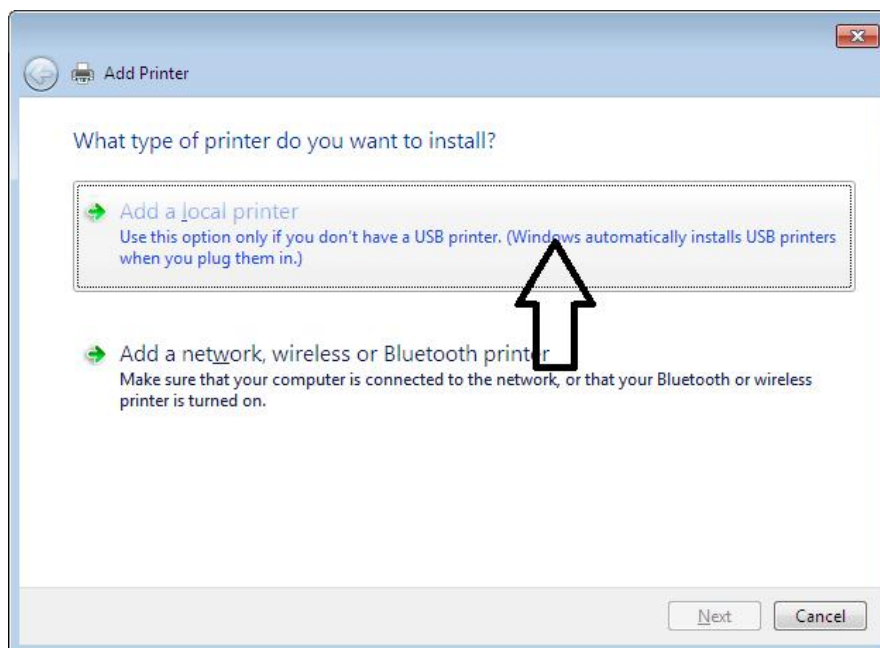 Add Printer
What type of printer do you want to install?
Add a local printer
Use this option only if you don't have a USB printer. (Windows automatically installs USB printers
when you plug them in.)
Add a network, wireless or Bluetooth printer
Make sure that your computer is connected to the network, or that your Bluetooth or wireless
printer is turned on.
Next Cancel